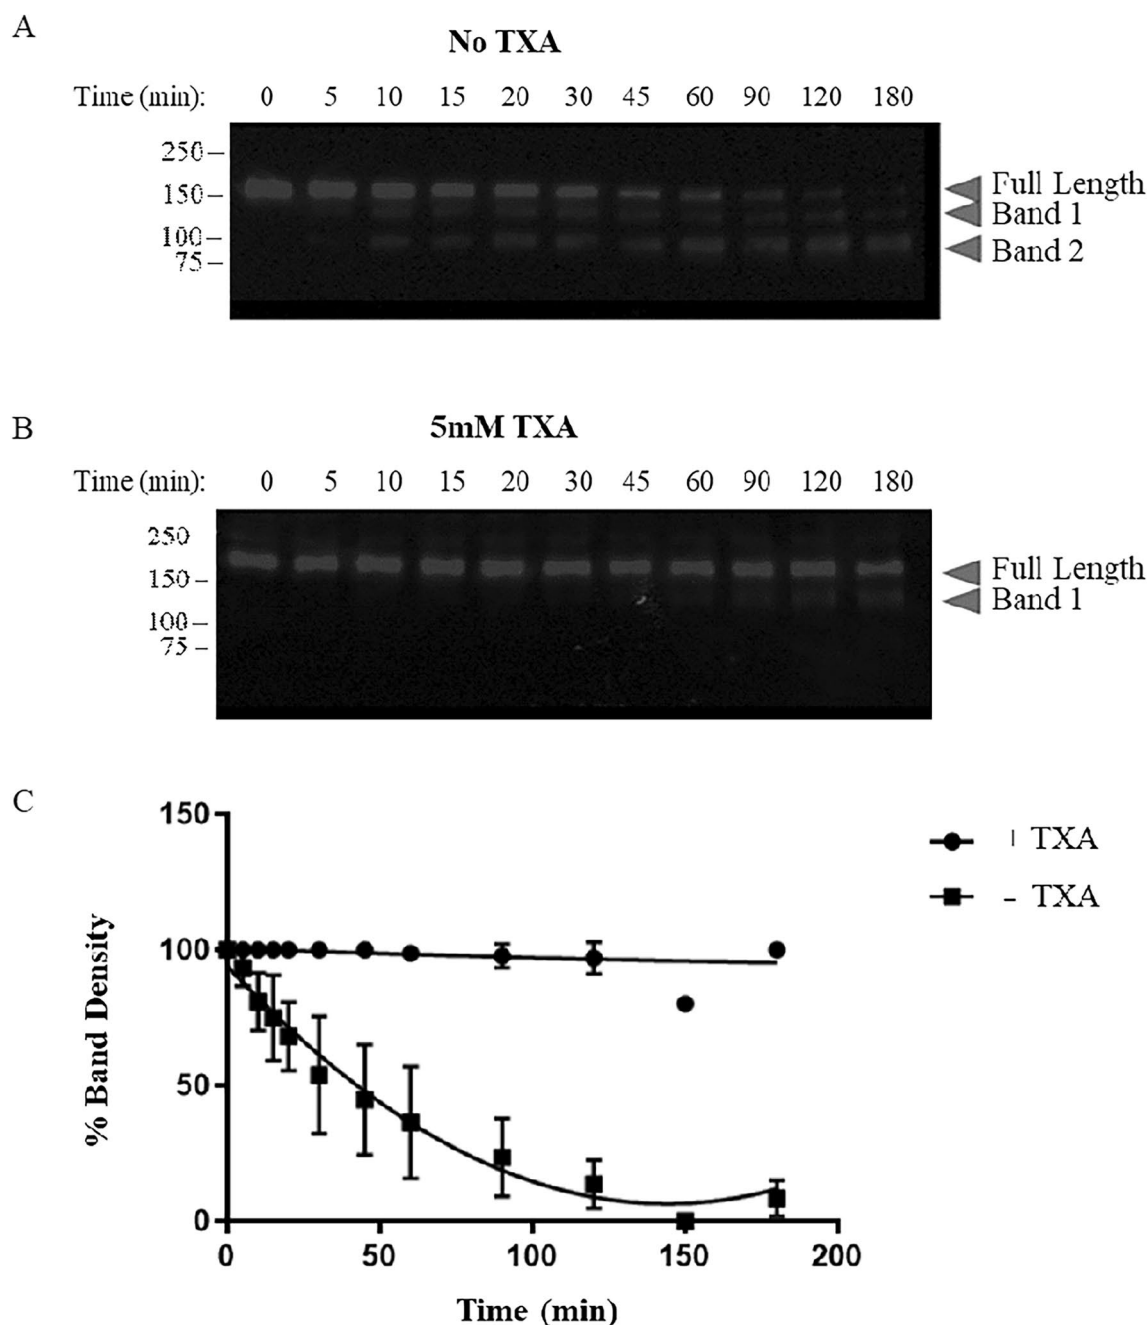 A
No TXA
Time (min): 0 5 10 15 20 30 45 60 90 120 180
250
150
100
75
Full Length
Band 1
Band 2
B
5mM TXA
Time (min): 0 5 10 15 20 30 45 60 90 120 180
250
150
100
75
Full Length
Band 1
C
150
100
50
0
% Band Density
0 50 100 150 200
Time (min)
+ TXA
- TXA